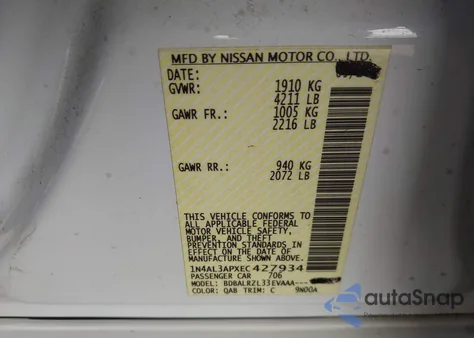 MFD BY NISSAN MOTOR CO., LTD.
DATE:
GVWR: 1910 KG
4211 LB
GAWR FR.: 1005 KG
2216 LB
GAWR RR.: 940 KG
2072 LB
THIS VEHICLE CONFORMS TO
ALL APPLICABLE FEDERAL
MOTOR VEHICLE SAFETY,
BUMPER, AND THEFT
PREVENTION STANDARDS IN
EFFECT ON THE DATE OF
MANUFACTURE SHOWN ABOVE.
1N4AL3APXEC427934
PASSENGER CAR 706
MODEL: BDBALRZL33EVAAA---
COLOR: QAB TRIM: C 9N00A
autoSnap